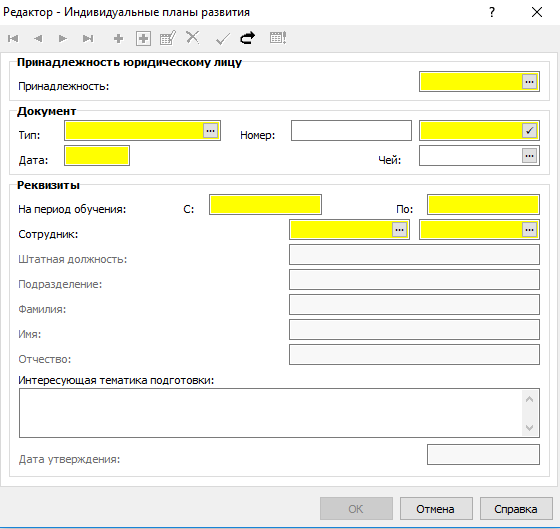 Редактор - Индивидуальные планы развития
Принадлежность юридическому лицу
Принадлежность:
Документ
Тип: Номер:
Дата: Чей:
Реквизиты
На период обучения: С: По:
Сотрудник:
Штатная должность:
Подразделение:
Фамилия:
Имя:
Отчество:
Интересующая тематика подготовки:
Дата утверждения:
ОК Отмена Справка